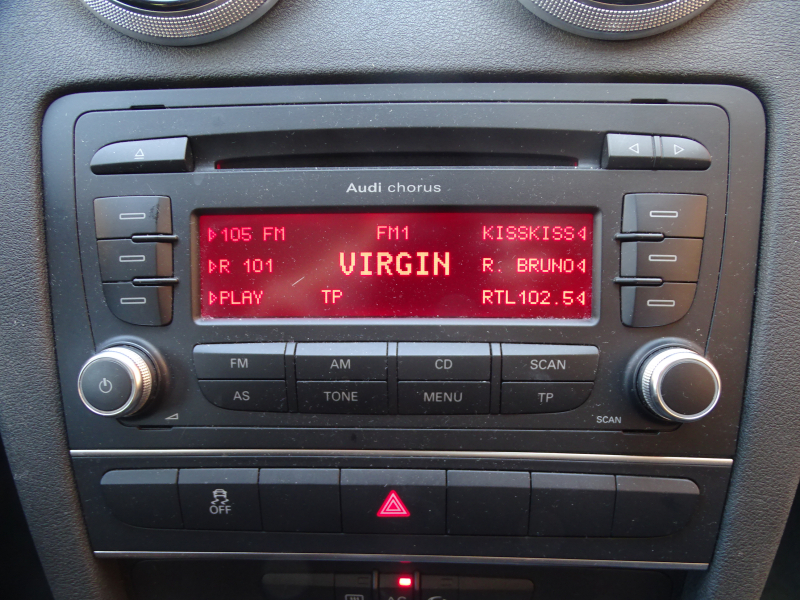 Audi chorus
105 FM FM1 KISSKISS
R 101 VIRGIN R. BRUNO
PLAY TP RTL102.5
FM AM CD SCAN
AS TONE MENU TP
SCAN
OFF